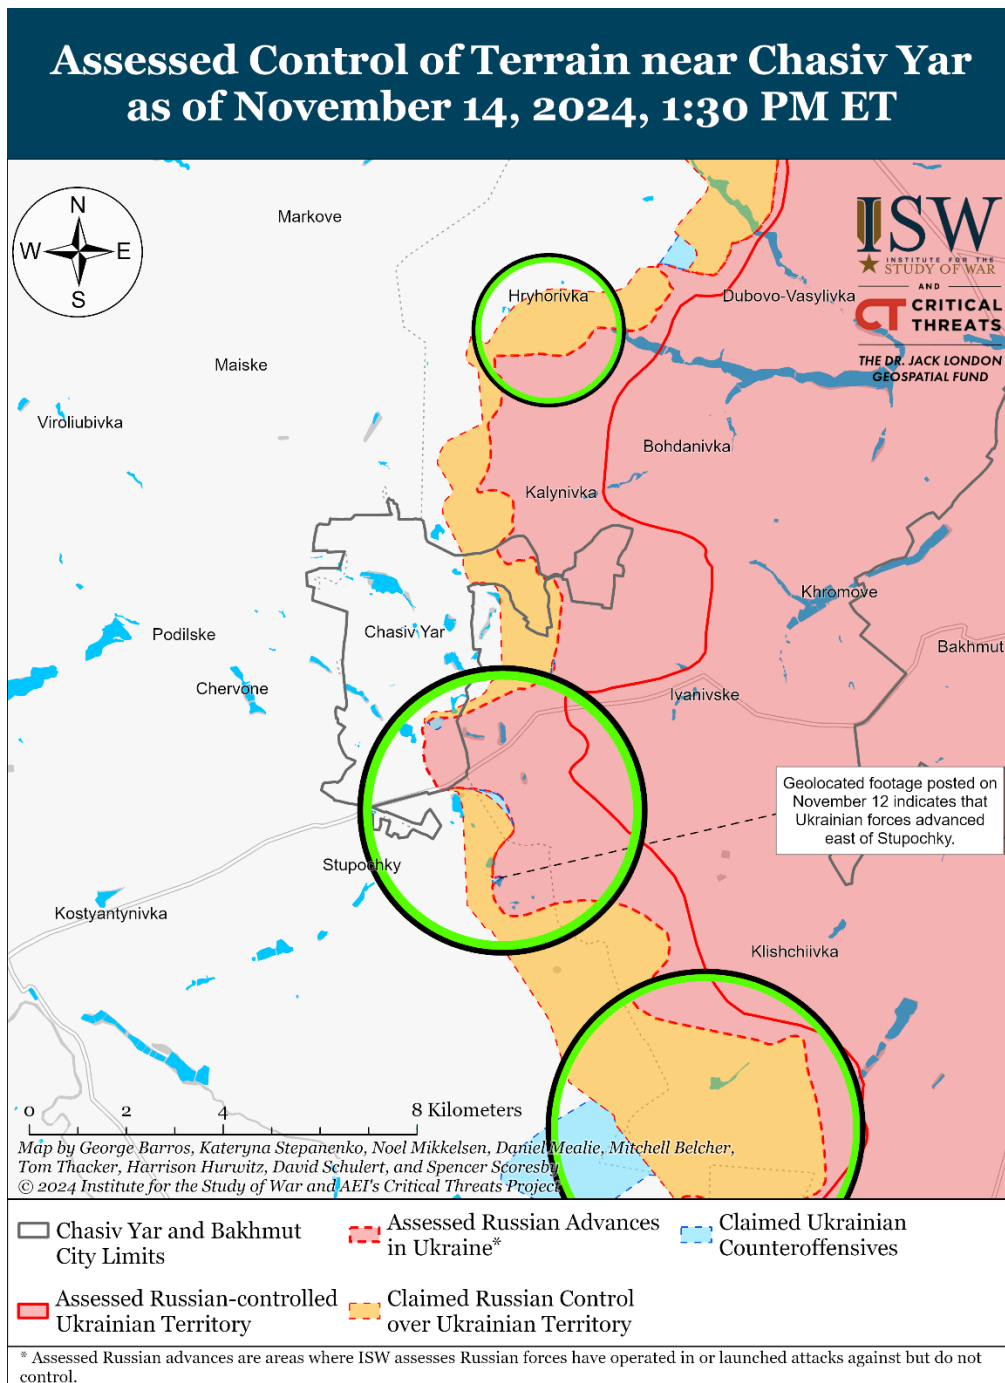 Assessed Control of Terrain near Chasiv Yar
as of November 14, 2024, 1:30 PM ET
N
W
E
S
Markove
ISW
INSTITUTE FOR THE
STUDY OF WAR
AND
CT CRITICAL
THREATS
THE DR. JACK LONDON
GEOSPATIAL FUND
Hryhorivka
Dubovo-Vasylivka
Maiske
Viroliubivka
Bohdanivka
Kalynivka
Khromove
Podilske
Chasiv Yar
Bakhmut
Chervone
Ivanivske
Geolocated footage posted on
November 12 indicates that
Ukrainian forces advanced
east of Stupochky.
Stupochky
Kostyantynivka
Klishchiivka
0 2 4 8 Kilometers
Map by George Barros, Kateryna Stepanenko, Noel Mikkelsen, Daniel Mealie, Mitchell Belcher,
Tom Thacker, Harrison Hurwitz, David Schulert, and Spencer Scoresby
© 2024 Institute for the Study of War and AEI's Critical Threats Project
Chasiv Yar and Bakhmut
City Limits
Assessed Russian Advances
in Ukraine*
Claimed Ukrainian
Counteroffensives
Assessed Russian-controlled
Ukrainian Territory
Claimed Russian Control
over Ukrainian Territory
* Assessed Russian advances are areas where ISW assesses Russian forces have operated in or launched attacks against but do not
control.